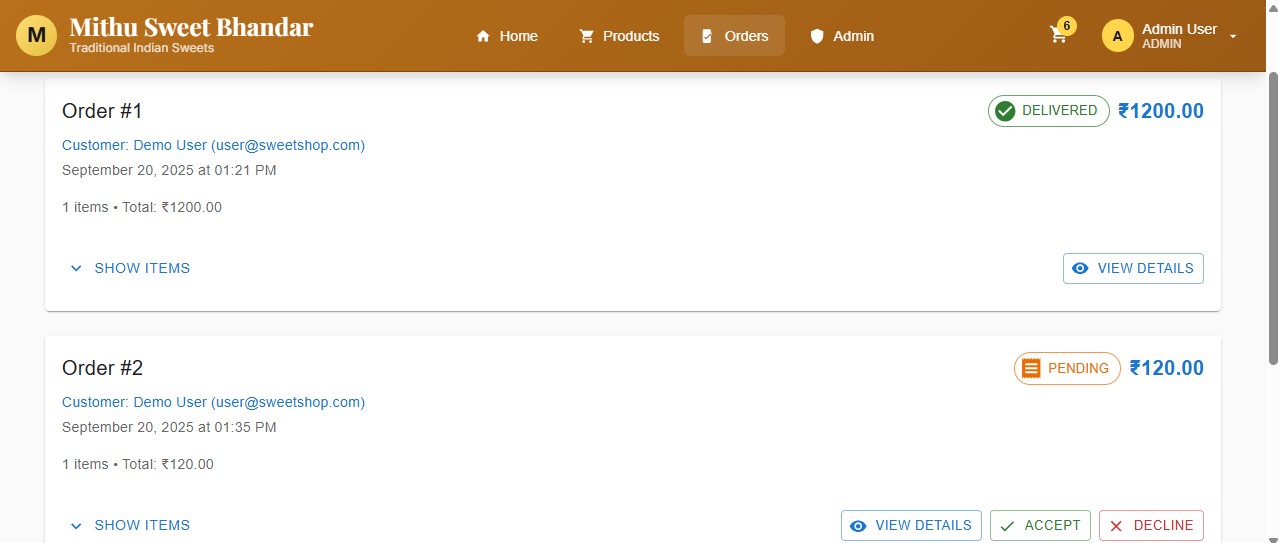 M
Mithu Sweet Bhandar
Traditional Indian Sweets
Home
Products
Orders
Admin
6
A
Admin User
ADMIN
Order #1
DELIVERED
₹1200.00
Customer: Demo User (user@sweetshop.com)
September 20, 2025 at 01:21 PM
1 items • Total: ₹1200.00
SHOW ITEMS
VIEW DETAILS
Order #2
PENDING
₹120.00
Customer: Demo User (user@sweetshop.com)
September 20, 2025 at 01:35 PM
1 items • Total: ₹120.00
SHOW ITEMS
VIEW DETAILS
ACCEPT
DECLINE